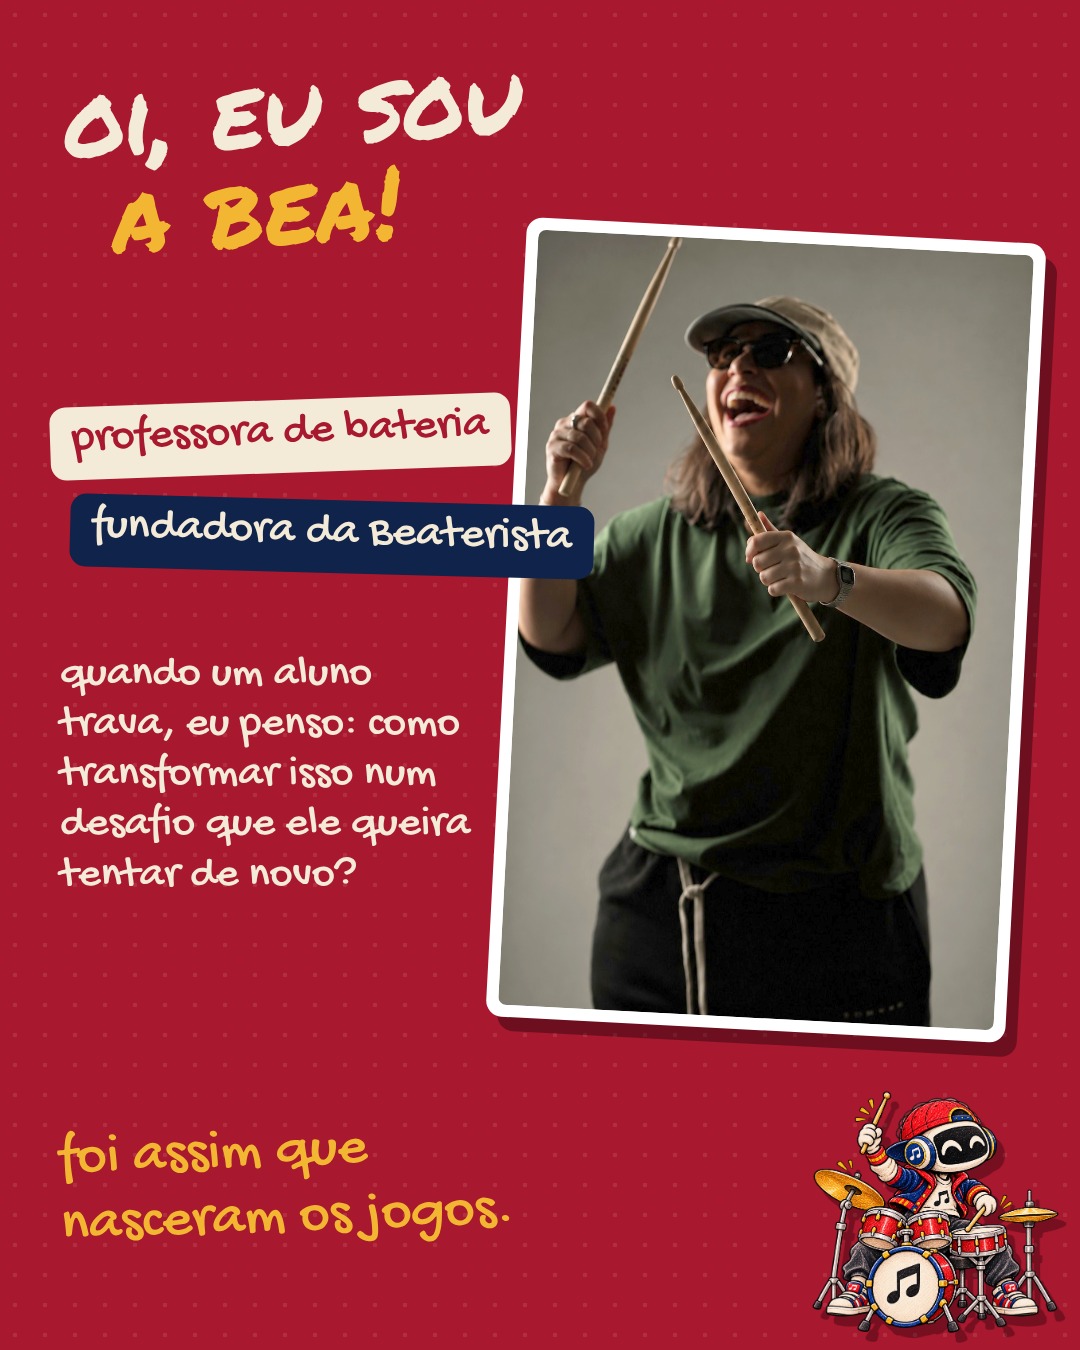 OI, EU SOU
A BEA!
professora de bateria
fundadora da Beaterista
quando um aluno
trava, eu penso: como
transformar isso num
desafio que ele queira
tentar de novo?
foi assim que
nasceram os jogos.